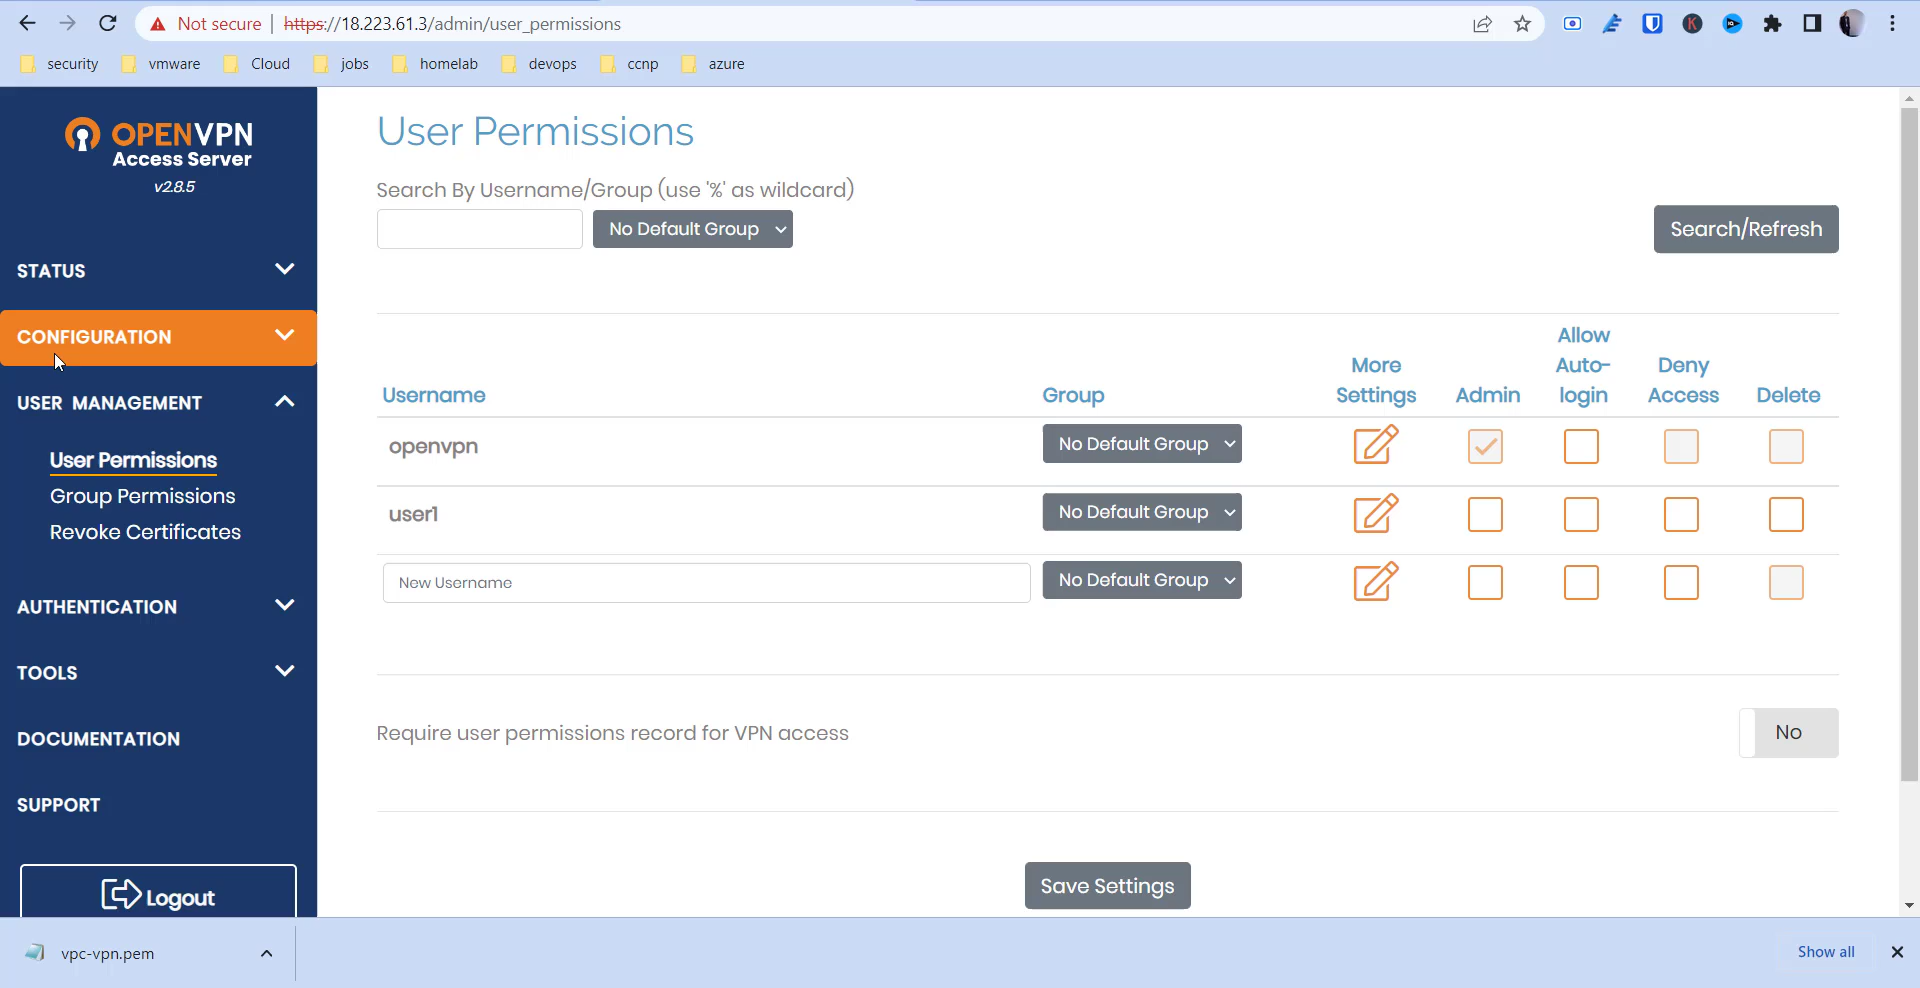 Not secure | https://18.223.61.3/admin/user_permissions
security vmware Cloud jobs homelab devops ccnp azure
OPENVPN
Access Server
v2.8.5
STATUS
CONFIGURATION
USER MANAGEMENT
User Permissions
Group Permissions
Revoke Certificates
AUTHENTICATION
TOOLS
DOCUMENTATION
SUPPORT
Logout
User Permissions
Search By Username/Group (use '%' as wildcard)
No Default Group Search/Refresh
Username Group More Settings Admin Allow Auto-login Deny Access Delete
openvpn No Default Group
user1 No Default Group
New Username No Default Group
Require user permissions record for VPN access No
Save Settings
vpc-vpn.pem Show all